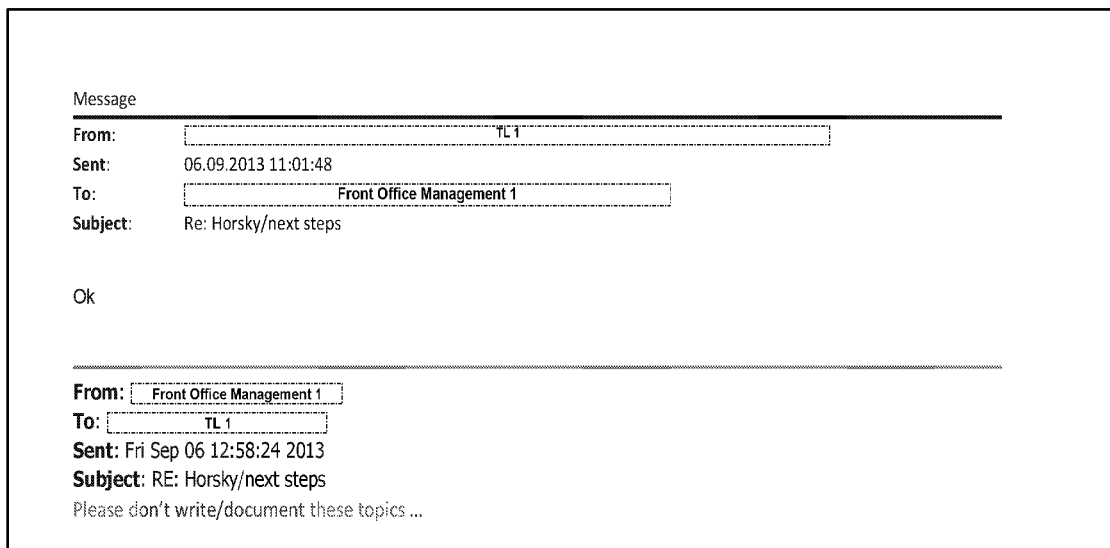 Message
From: TL 1
Sent: 06.09.2013 11:01:48
To: Front Office Management 1
Subject: Re: Horsky/next steps
Ok
From: Front Office Management 1
To: TL 1
Sent: Fri Sep 06 12:58:24 2013
Subject: RE: Horsky/next steps
Please don't write/document these topics ...